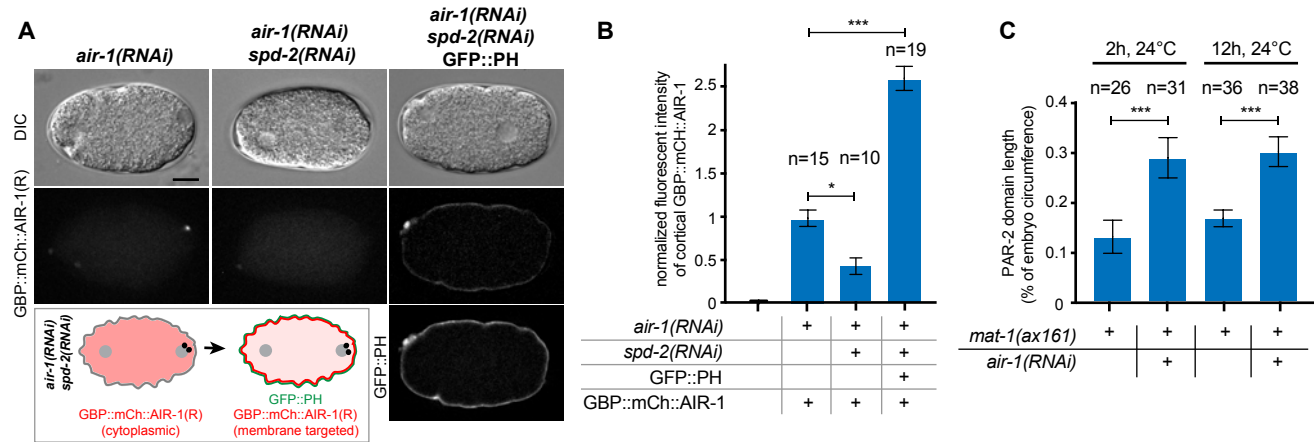 A
air-1(RNAi)
air-1(RNAi)
spd-2(RNAi)
air-1(RNAi)
spd-2(RNAi)
GFP::PH
DIC
GBP::mCh::AIR-1(R)
GFP::PH
air-1(RNAi)
spd-2(RNAi)
GBP::mCh::AIR-1(R)
(cytoplasmic)
GFP::PH
GBP::mCh::AIR-1(R)
(membrane targeted)
B
normalized fluorescent intensity
of cortical GBP::mCH::AIR-1
2.5
2
1.5
1
0.5
0
***
n=19
n=15
n=10
*
air-1(RNAi) + + +
spd-2(RNAi) + +
GFP::PH +
GBP::mCh::AIR-1 + + +
C
2h, 24°C 12h, 24°C
n=26 n=31 n=36 n=38
*** ***
PAR-2 domain length
(% of embryo circumference)
0.4
0.3
0.2
0.1
0
mat-1(ax161) + + + +
air-1(RNAi) + +